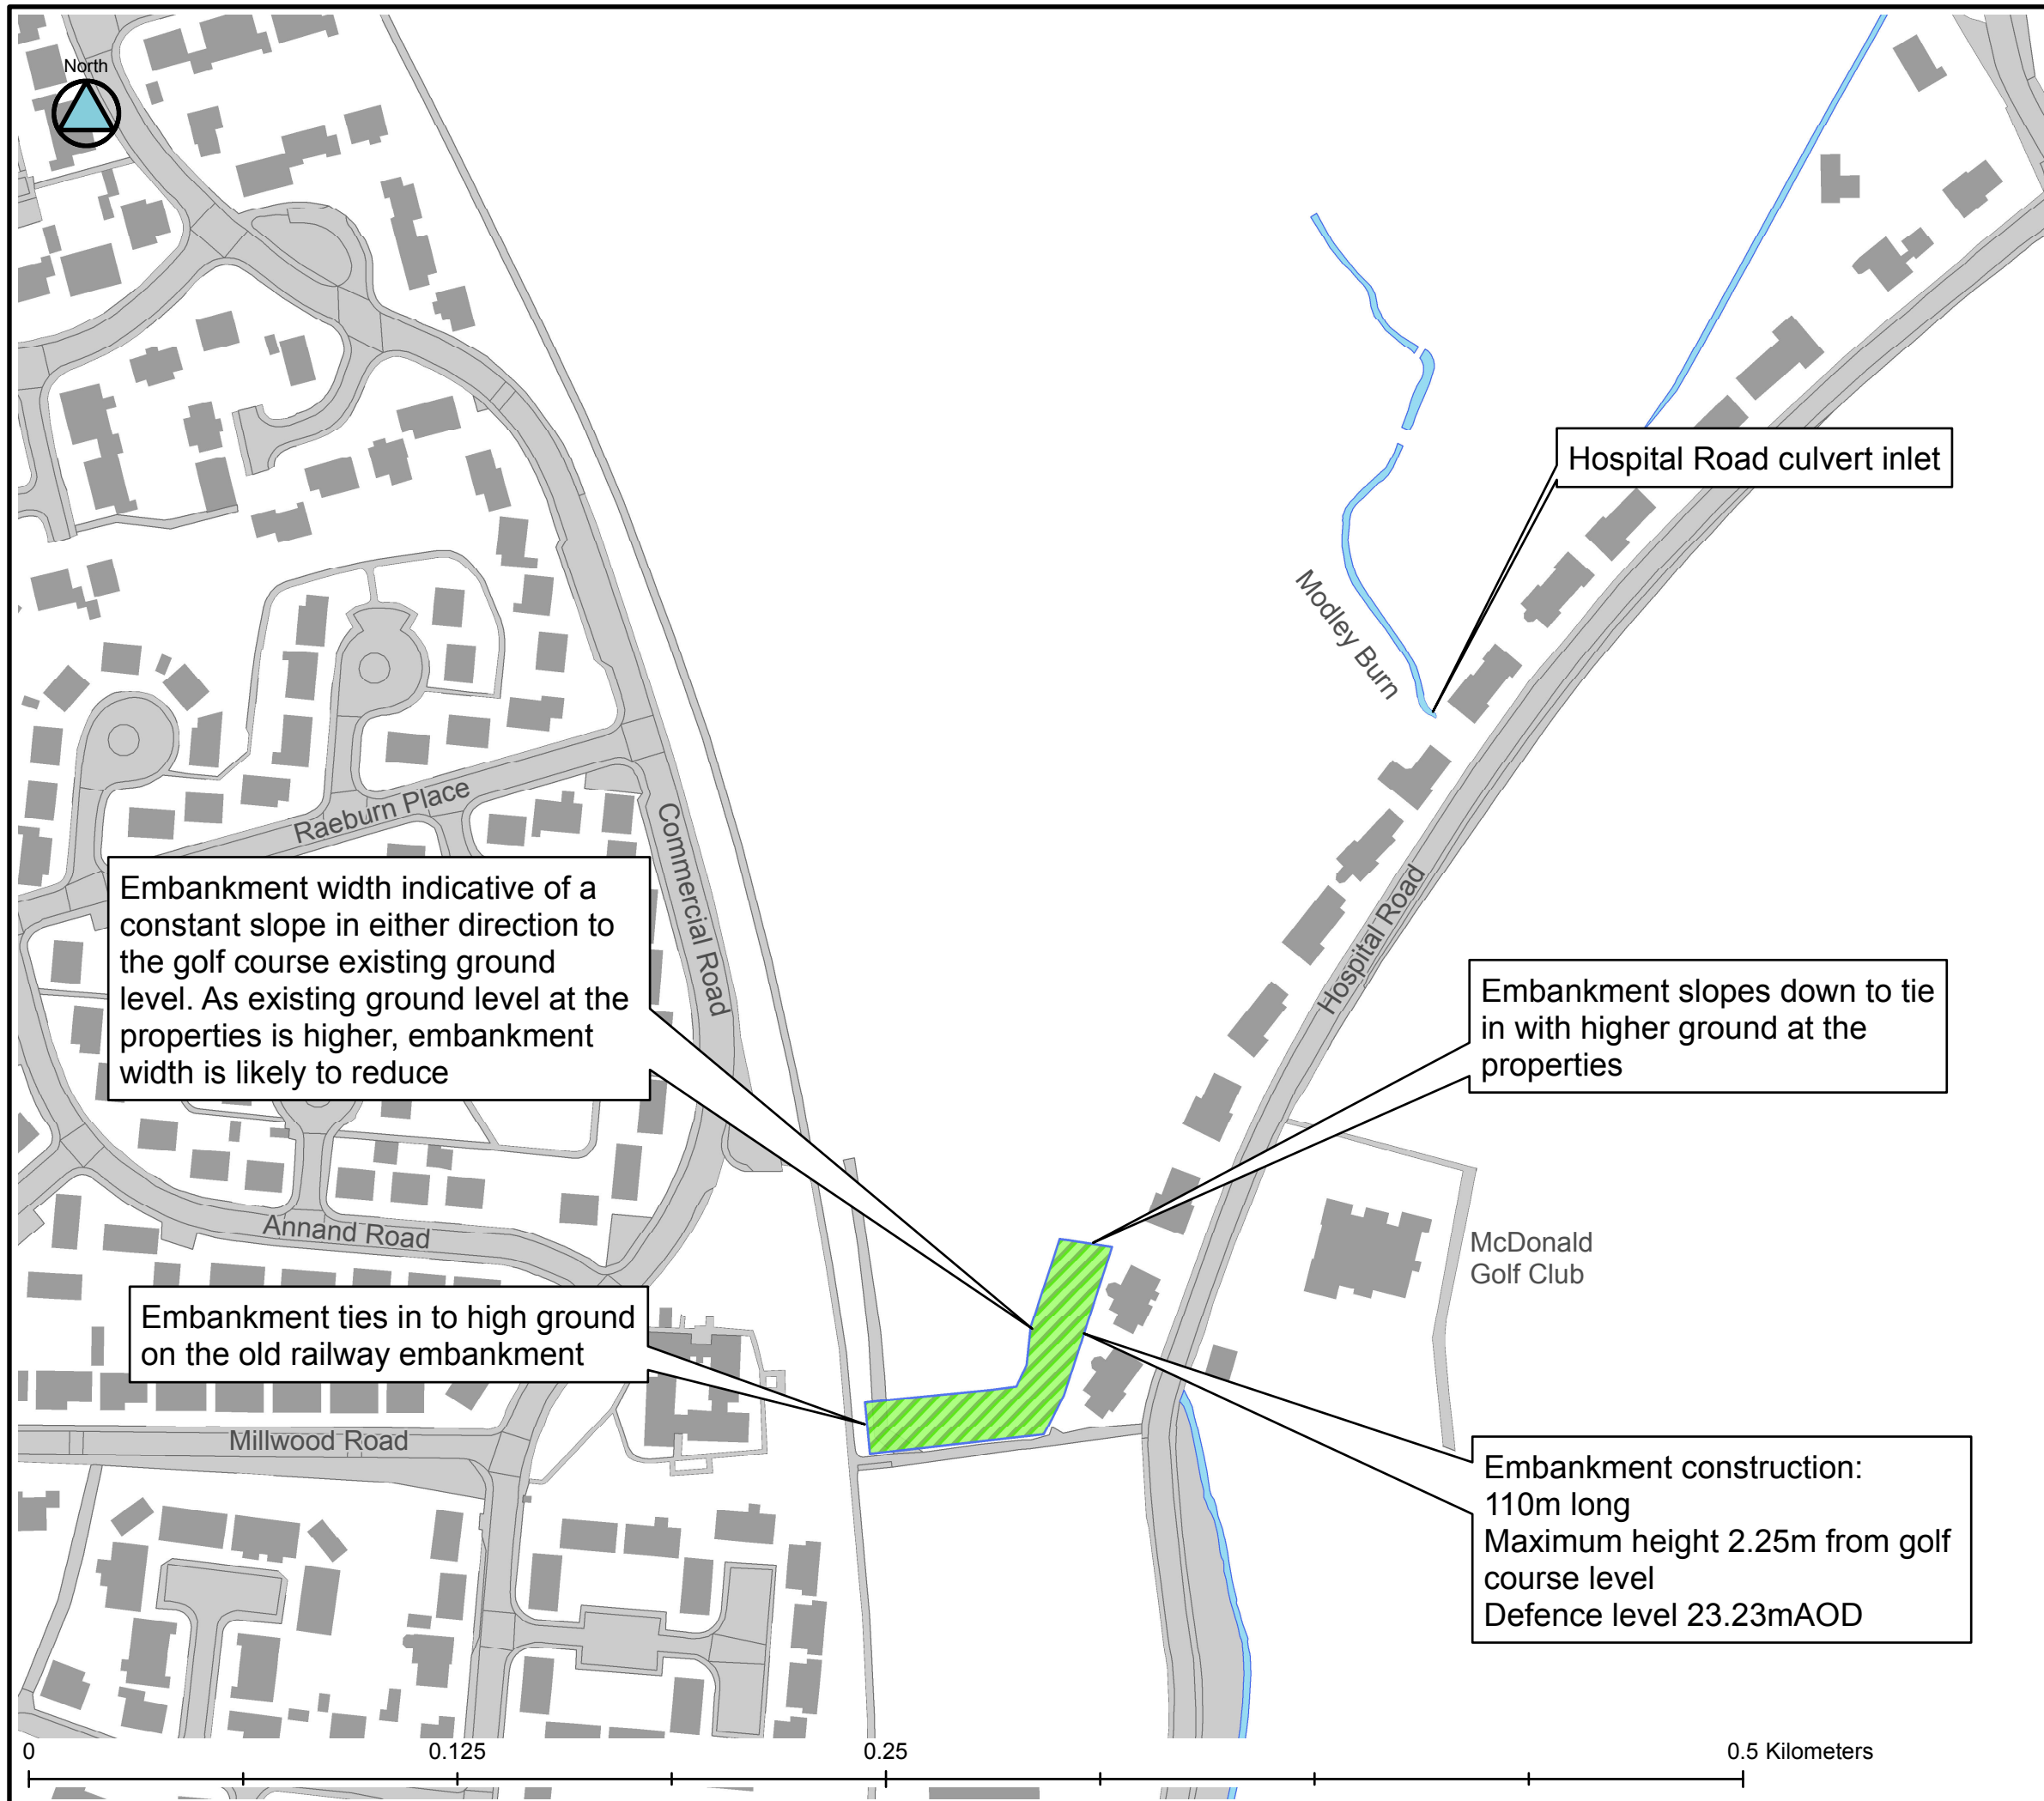 North
Hospital Road culvert inlet
Modley Burn
Raeburn Place
Commercial Road
Embankment width indicative of a
constant slope in either direction to
the golf course existing ground
level. As existing ground level at the
properties is higher, embankment
width is likely to reduce
Hospital Road
Embankment slopes down to tie
in with higher ground at the
properties
Annand Road
McDonald
Golf Club
Embankment ties in to high ground
on the old railway embankment
Millwood Road
Embankment construction:
110m long
Maximum height 2.25m from golf
course level
Defence level 23.23mAOD
0
0.125
0.25
0.5 Kilometers